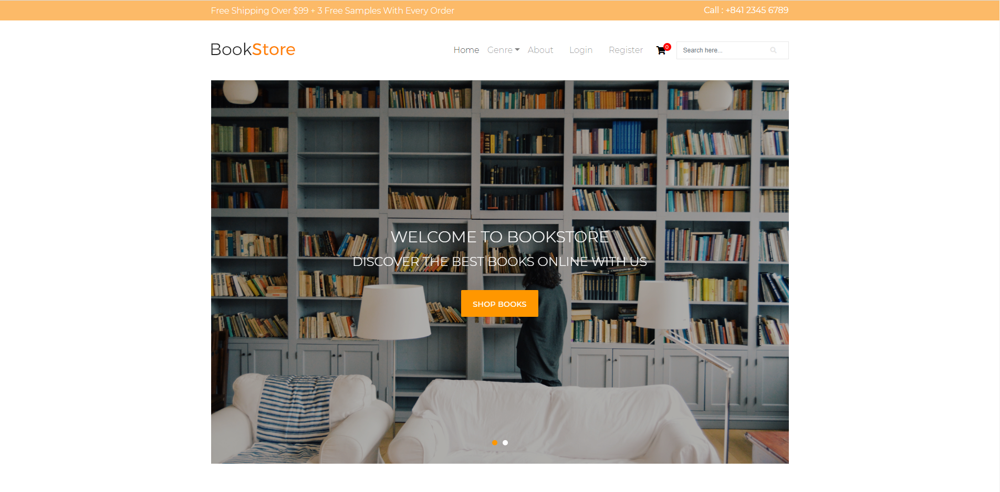 Free Shipping Over $99 + 3 Free Samples With Every Order
Call : +841 2345 6789
BookStore
Home Genre About Login Register 0 Search here...
WELCOME TO BOOKSTORE
DISCOVER THE BEST BOOKS ONLINE WITH US
SHOP BOOKS